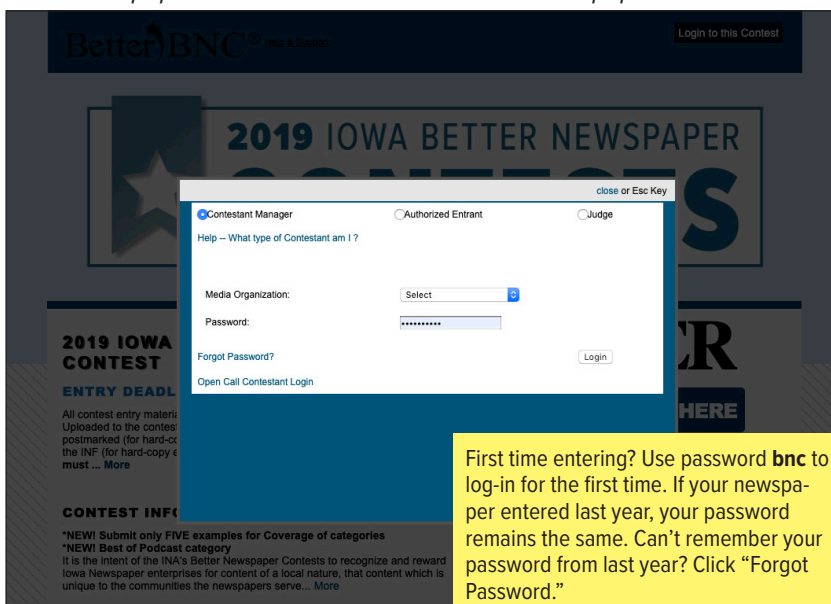 BetterBNC® Help & Support
Login to this Contest
2019 IOWA BETTER NEWSPAPER
close or Esc Key
Contestant Manager
Authorized Entrant
Judge
Help -- What type of Contestant am I ?
Media Organization:
Select
Password:
••••••••••
Forgot Password?
Login
Open Call Contestant Login
2019 IOWA
CONTEST
ENTRY DEADL
HERE
All contest entry materia
Uploaded to the contes
postmarked (for hard-co
the INF (for hard-copy e
must ... More
CONTEST INF
*NEW! Submit only FIVE examples for Coverage of categories
*NEW! Best of Podcast category
It is the intent of the INA's Better Newspaper Contests to recognize and reward
Iowa Newspaper enterprises for content of a local nature, that content which is
unique to the communities the newspapers serve... More
First time entering? Use password bnc to
log-in for the first time. If your newspa-
per entered last year, your password
remains the same. Can't remember your
password from last year? Click "Forgot
Password."